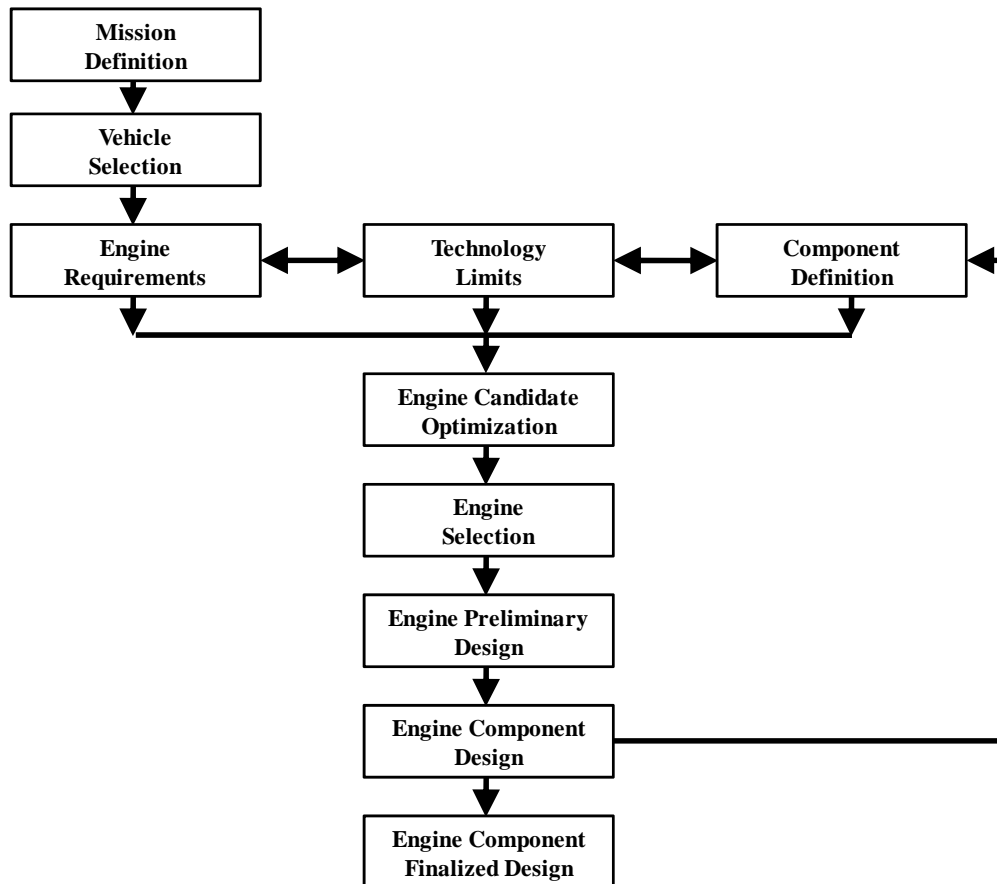 Mission
Definition
Vehicle
Selection
Engine
Requirements
Technology
Limits
Component
Definition
Engine Candidate
Optimization
Engine
Selection
Engine Preliminary
Design
Engine Component
Design
Engine Component
Finalized Design